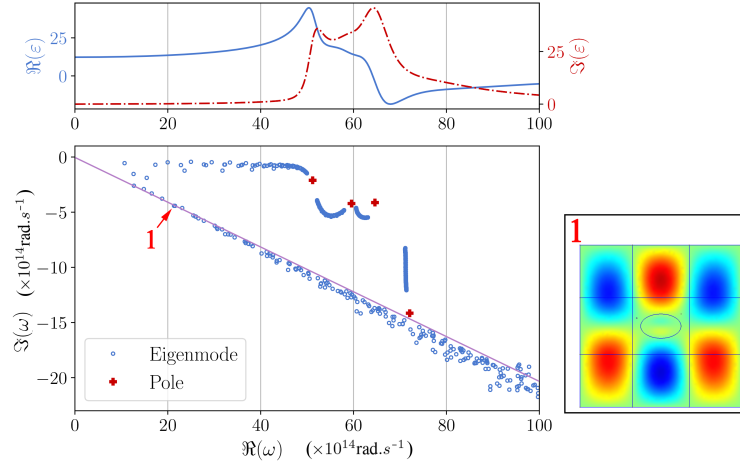 25
0
ℜ(ε)
25
0
ℑ(ε)
0 20 40 60 80 100
0
−5
−10
−15
−20
ℑ(ω) (×10¹⁴rad.s⁻¹)
1
Eigenmode
Pole
0 20 40 60 80 100
ℜ(ω) (×10¹⁴rad.s⁻¹)
1